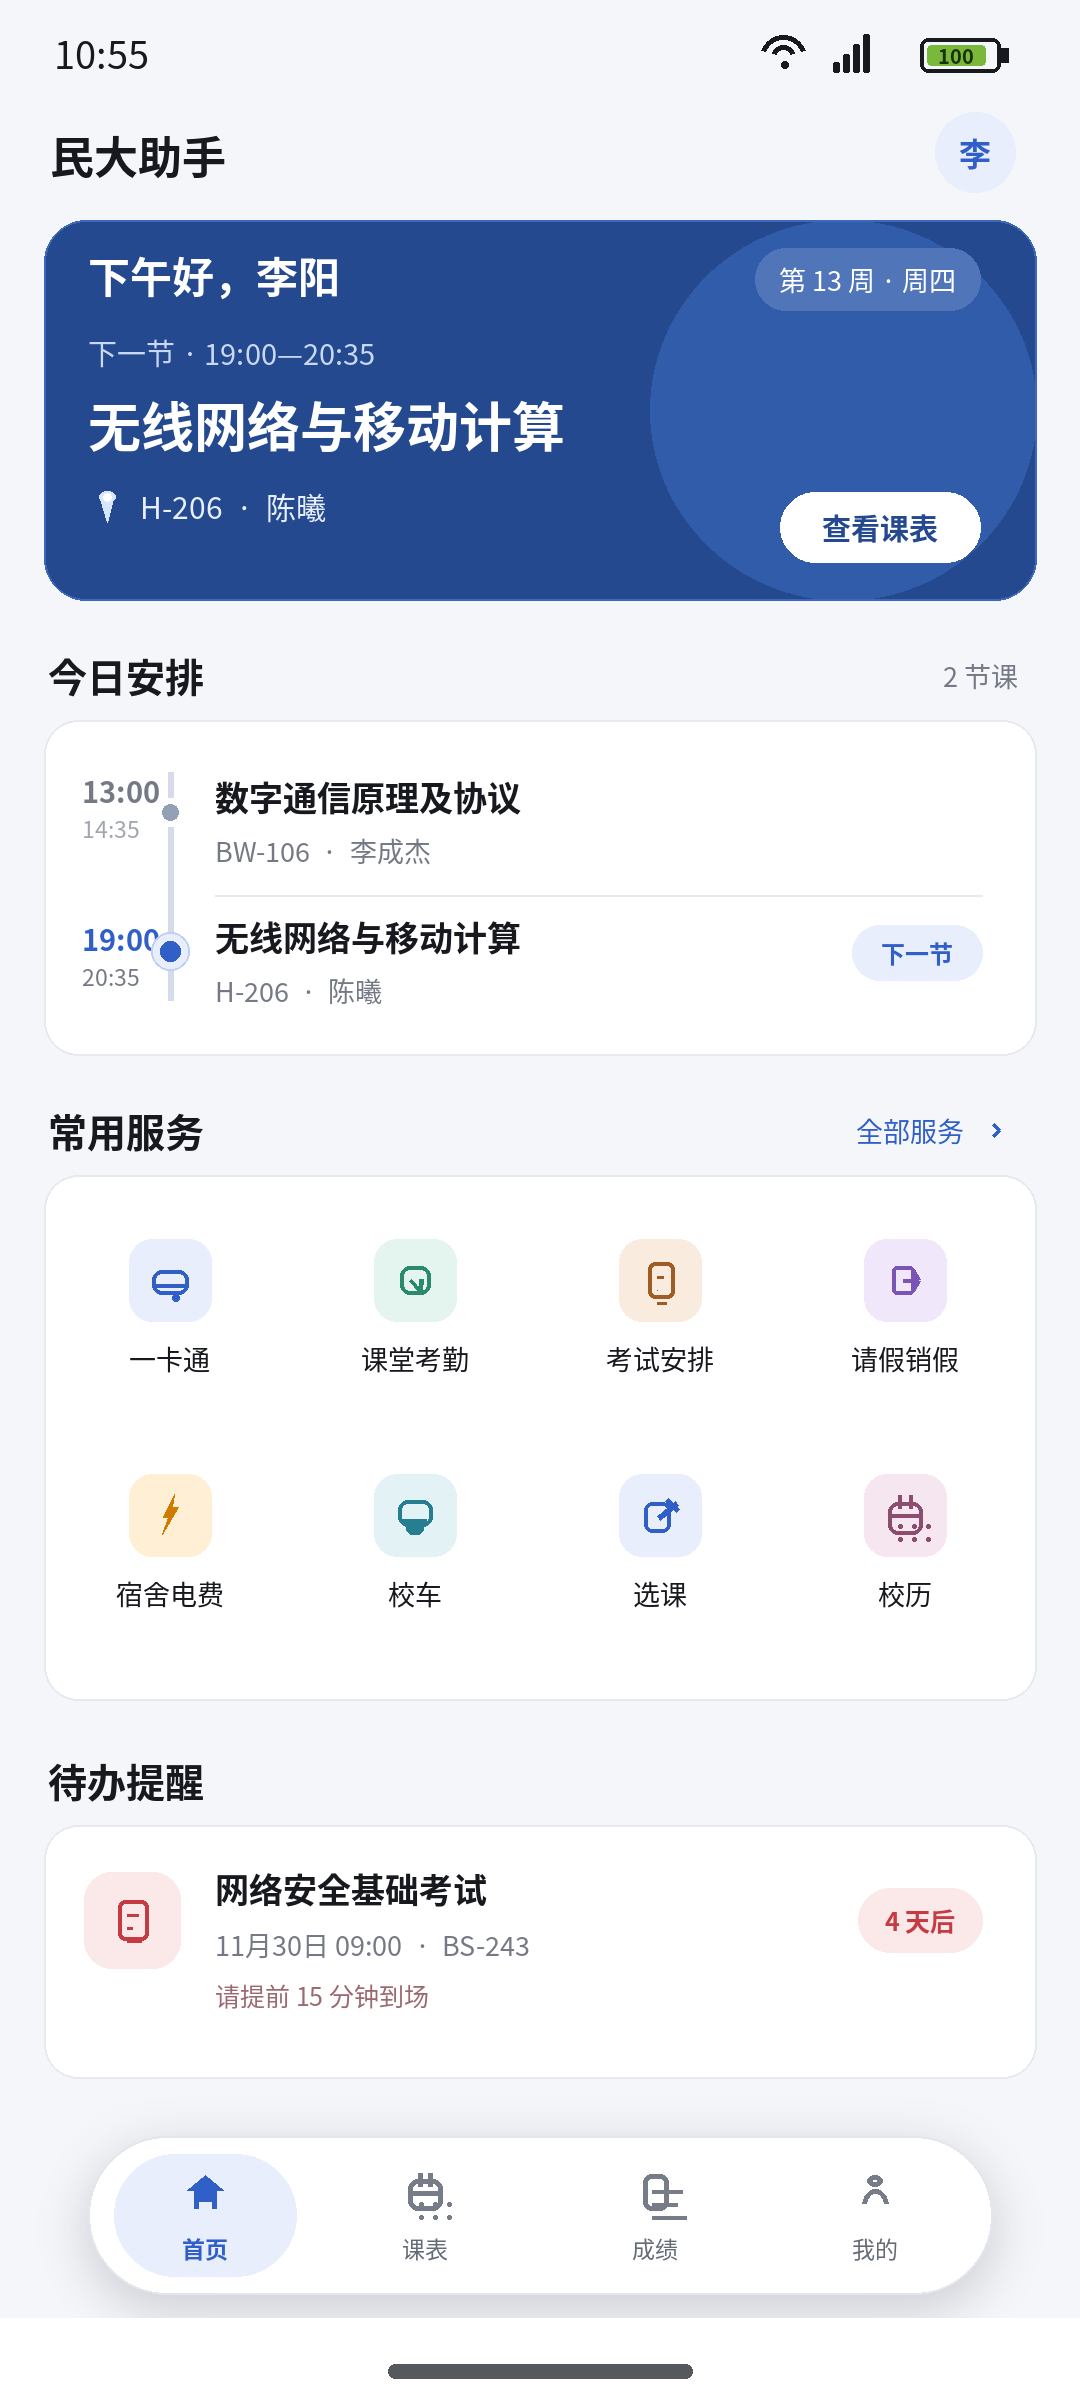 10:55
100
民大助手
李
下午好，李阳
第 13 周 · 周四
下一节 · 19:00—20:35
无线网络与移动计算
H-206 · 陈曦
查看课表
今日安排
2 节课
13:00
14:35
数字通信原理及协议
BW-106 · 李成杰
19:00
20:35
无线网络与移动计算
H-206 · 陈曦
下一节
常用服务
全部服务
一卡通
课堂考勤
考试安排
请假销假
宿舍电费
校车
选课
校历
待办提醒
网络安全基础考试
11月30日 09:00 · BS-243
请提前 15 分钟到场
4 天后
首页
课表
成绩
我的